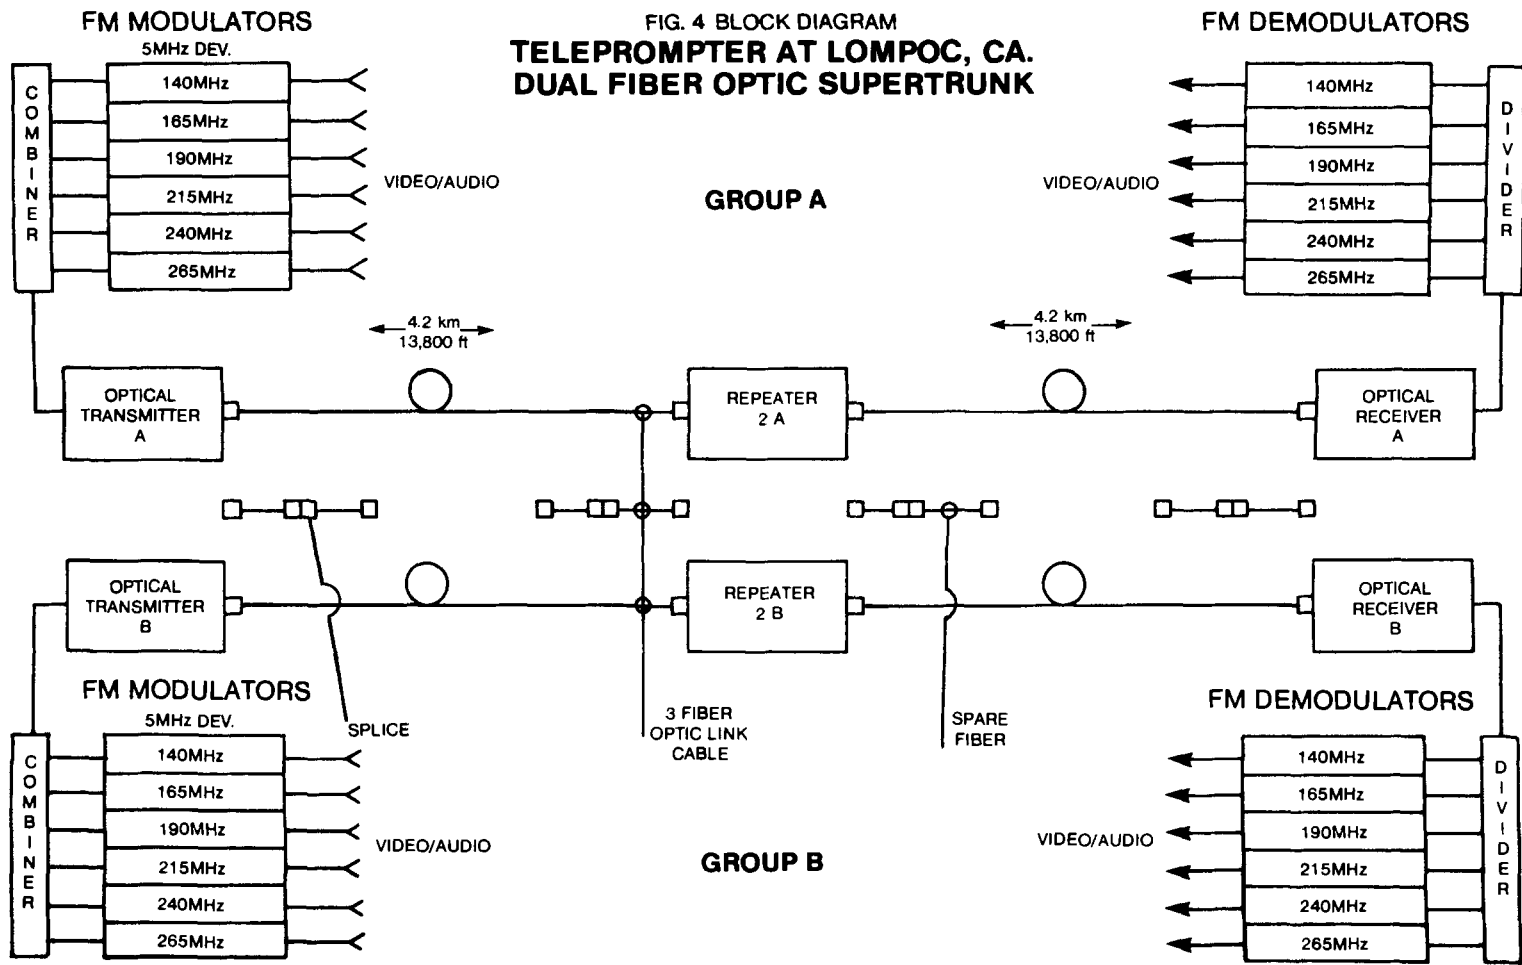 FIG. 4 BLOCK DIAGRAM
TELEPROMPTER AT LOMPOC, CA.
DUAL FIBER OPTIC SUPERTRUNK
FM MODULATORS
5MHz DEV.
COMBINER
140MHz
165MHz
190MHz
215MHz
240MHz
265MHz
VIDEO/AUDIO
GROUP A
FM DEMODULATORS
VIDEO/AUDIO
140MHz
165MHz
190MHz
215MHz
240MHz
265MHz
DIVIDER
4.2 km
13,800 ft
4.2 km
13,800 ft
OPTICAL
TRANSMITTER
A
REPEATER
2 A
OPTICAL
RECEIVER
A
OPTICAL
TRANSMITTER
B
REPEATER
2 B
OPTICAL
RECEIVER
B
SPLICE
3 FIBER
OPTIC LINK
CABLE
SPARE
FIBER
FM MODULATORS
5MHz DEV.
COMBINER
140MHz
165MHz
190MHz
215MHz
240MHz
265MHz
VIDEO/AUDIO
GROUP B
FM DEMODULATORS
VIDEO/AUDIO
140MHz
165MHz
190MHz
215MHz
240MHz
265MHz
DIVIDER